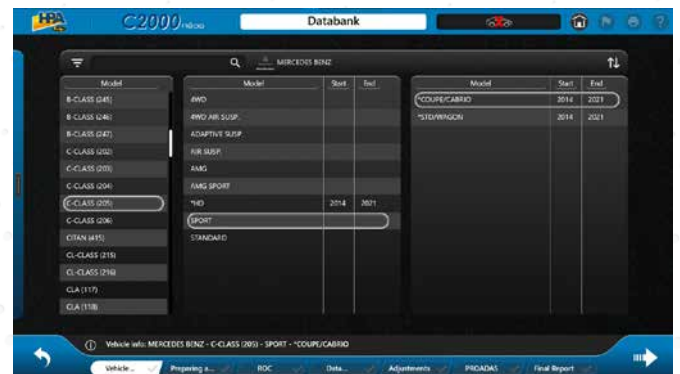 HPA C2000 Databank
MERCEDES BENZ
Model Model Start End Model Start End
B-CLASS (245) 4WD *COUPE/CABRIO 2014 2021
B-CLASS (246) 4WD AIR SUSP. *STD/WAGON 2014 2021
B-CLASS (247) ADAPTIVE SUSP.
C-CLASS (202) AIR SUSP.
C-CLASS (203) AMG
C-CLASS (204) AMG SPORT
C-CLASS (205) *HD 2014 2021
C-CLASS (206) SPORT
CITAN (415) STANDARD
CL-CLASS (215)
CL-CLASS (216)
CLA (117)
CLA (118)
Vehicle info: MERCEDES BENZ - C-CLASS (205) - SPORT - *COUPE/CABRIO
Vehicle... Preparing a... ROC Data... Adjustments PROADAS Final Report